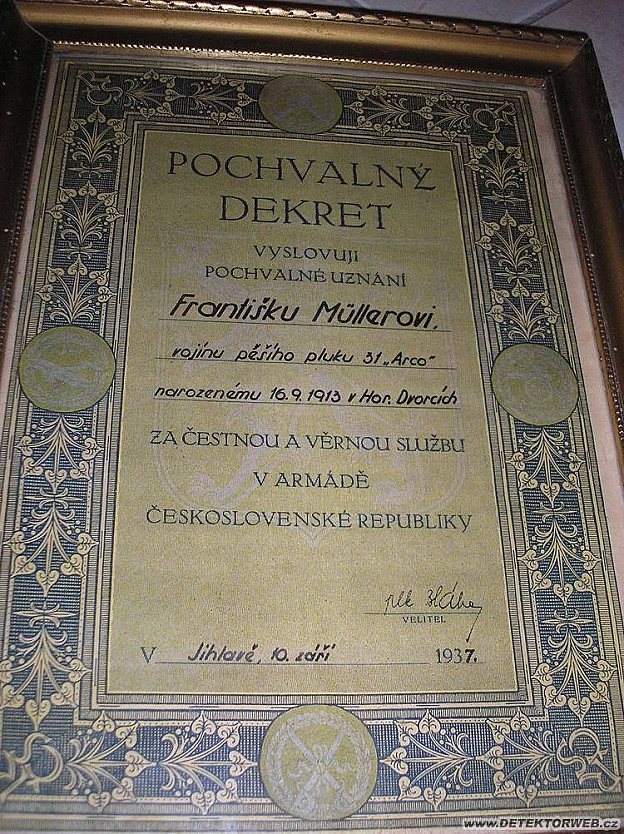 POCHVALNÝ
DEKRET
VYSLOVUJI
POCHVALNÉ UZNÁNÍ
Františku Müllerovi,
vojínu pěšího pluku 31 „Arco"
narozenému 16.9.1913 v Hor. Dvorcích
ZA ČESTNOU A VĚRNOU SLUŽBU
V ARMÁDĚ
ČESKOSLOVENSKÉ REPUBLIKY
plk
VELITEL
V Jihlavě, 10. září 1937.
www.DETEKTORWEB.cz